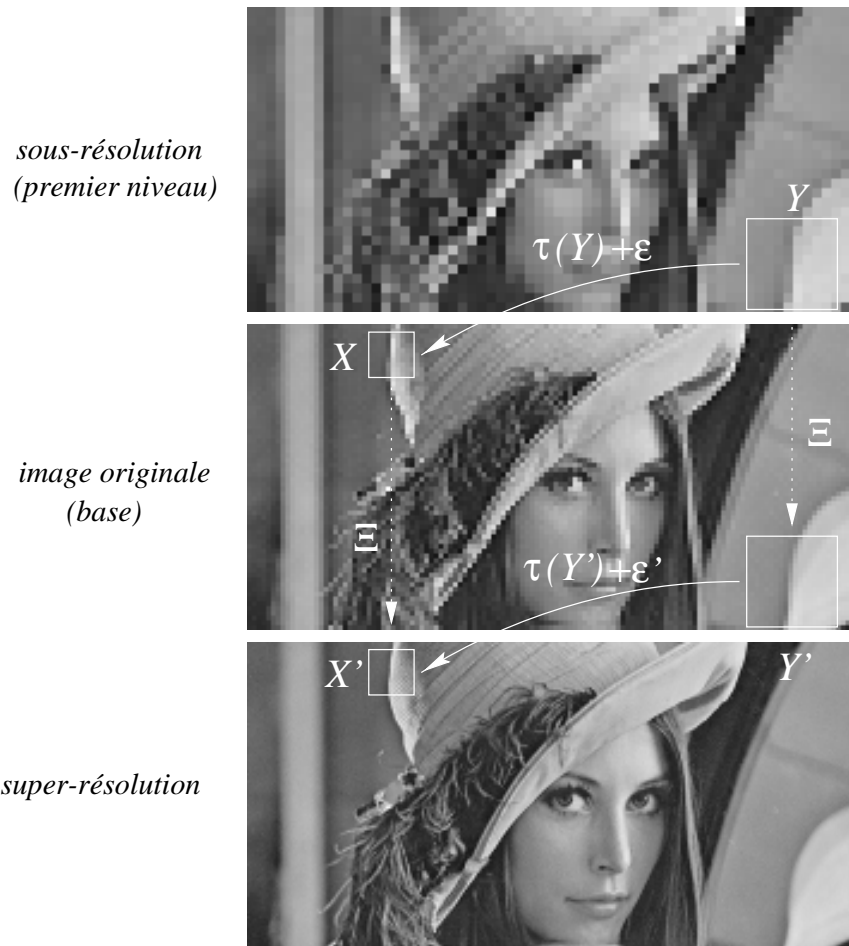 sous-résolution
(premier niveau)
Y
τ(Y)+ε
X
Ξ
image originale
(base)
Ξ
τ(Y’)+ε’
X’
Y’
super-résolution